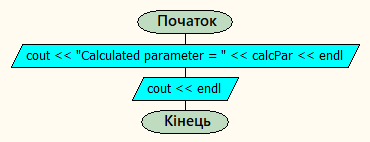 Початок
cout << "Calculated parameter = " << calcPar << endl
cout << endl
Кінець